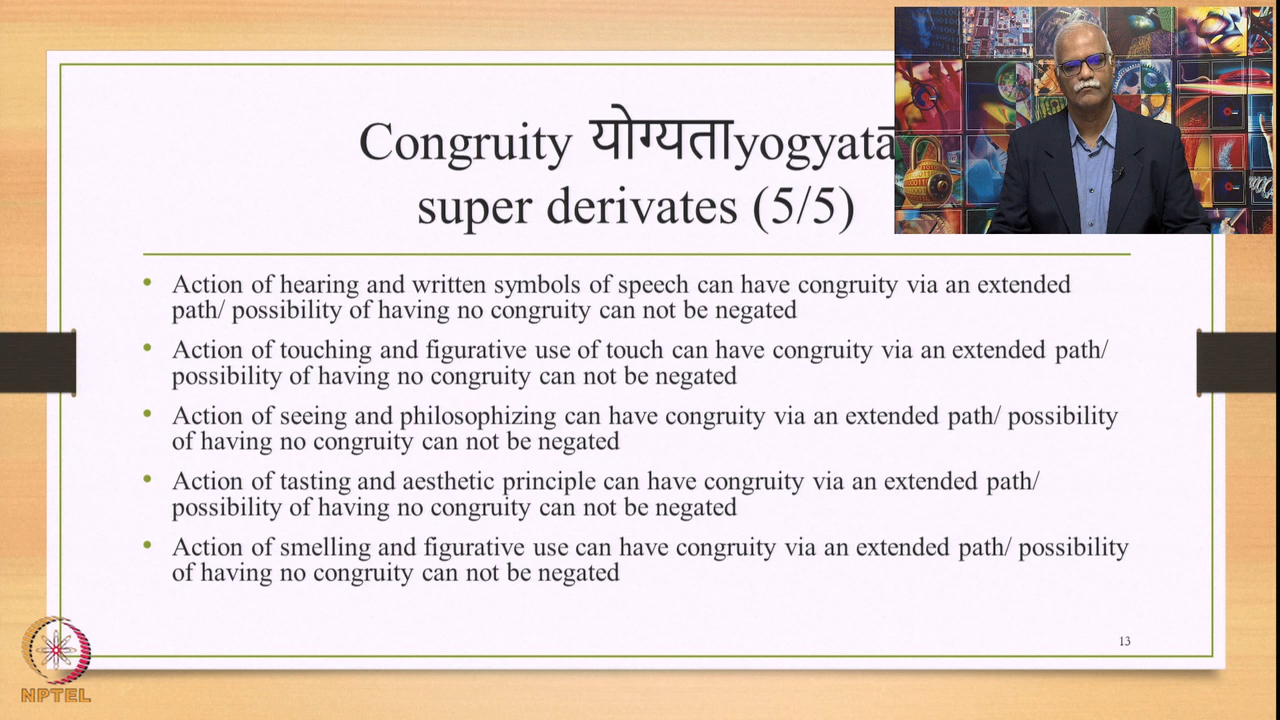 Congruity योग्यताyogyatā
super derivates (5/5)
• Action of hearing and written symbols of speech can have congruity via an extended
path/ possibility of having no congruity can not be negated
• Action of touching and figurative use of touch can have congruity via an extended path/
possibility of having no congruity can not be negated
• Action of seeing and philosophizing can have congruity via an extended path/ possibility
of having no congruity can not be negated
• Action of tasting and aesthetic principle can have congruity via an extended path/
possibility of having no congruity can not be negated
• Action of smelling and figurative use can have congruity via an extended path/ possibility
of having no congruity can not be negated
13
NPTEL